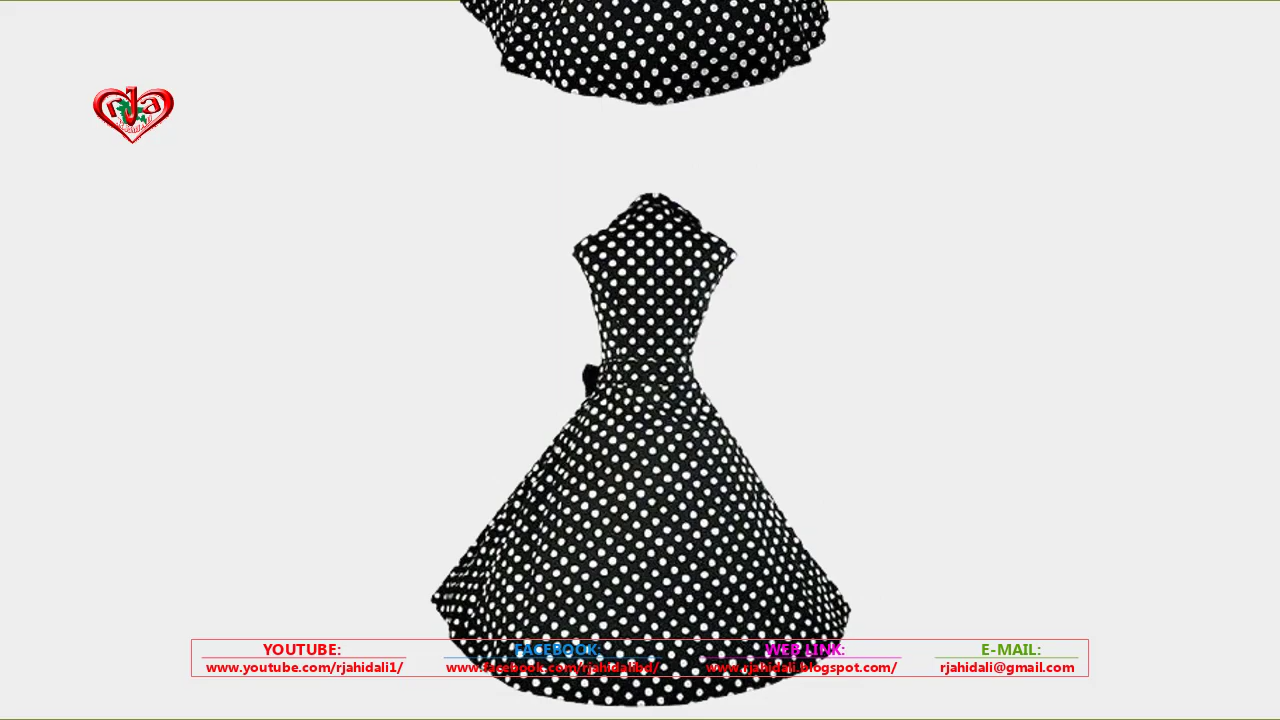 rJa
YOUTUBE: FACEBOOK: WEB LINK: E-MAIL:
www.youtube.com/rjahidali1/ www.facebook.com/rjahidalibd/ www.rjahidali.blogspot.com/ rjahidali@gmail.com